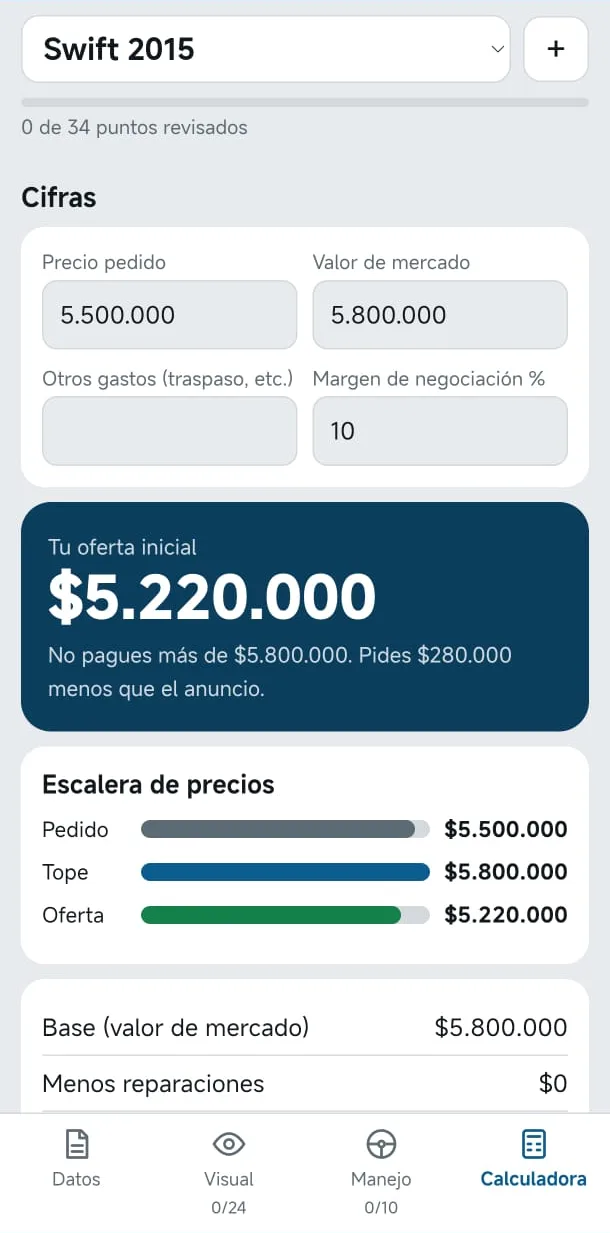 Swift 2015
+
0 de 34 puntos revisados
Cifras
Precio pedido
Valor de mercado
5.500.000
5.800.000
Otros gastos (traspaso, etc.)
Margen de negociación %
10
Tu oferta inicial
$5.220.000
No pagues más de $5.800.000. Pides $280.000
menos que el anuncio.
Escalera de precios
Pedido $5.500.000
Tope $5.800.000
Oferta $5.220.000
Base (valor de mercado) $5.800.000
Menos reparaciones $0
Datos
Visual
Manejo
Calculadora
0/24
0/10